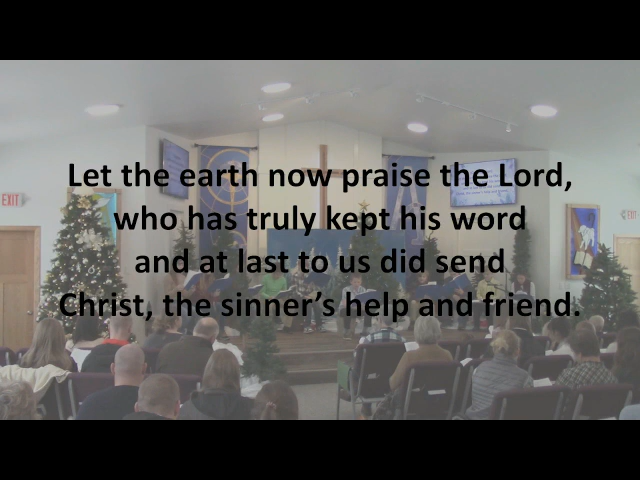 Let the earth now praise the Lord,
who has truly kept his word
and at last to us did send
Christ, the sinner’s help and friend.
EXIT
EXIT